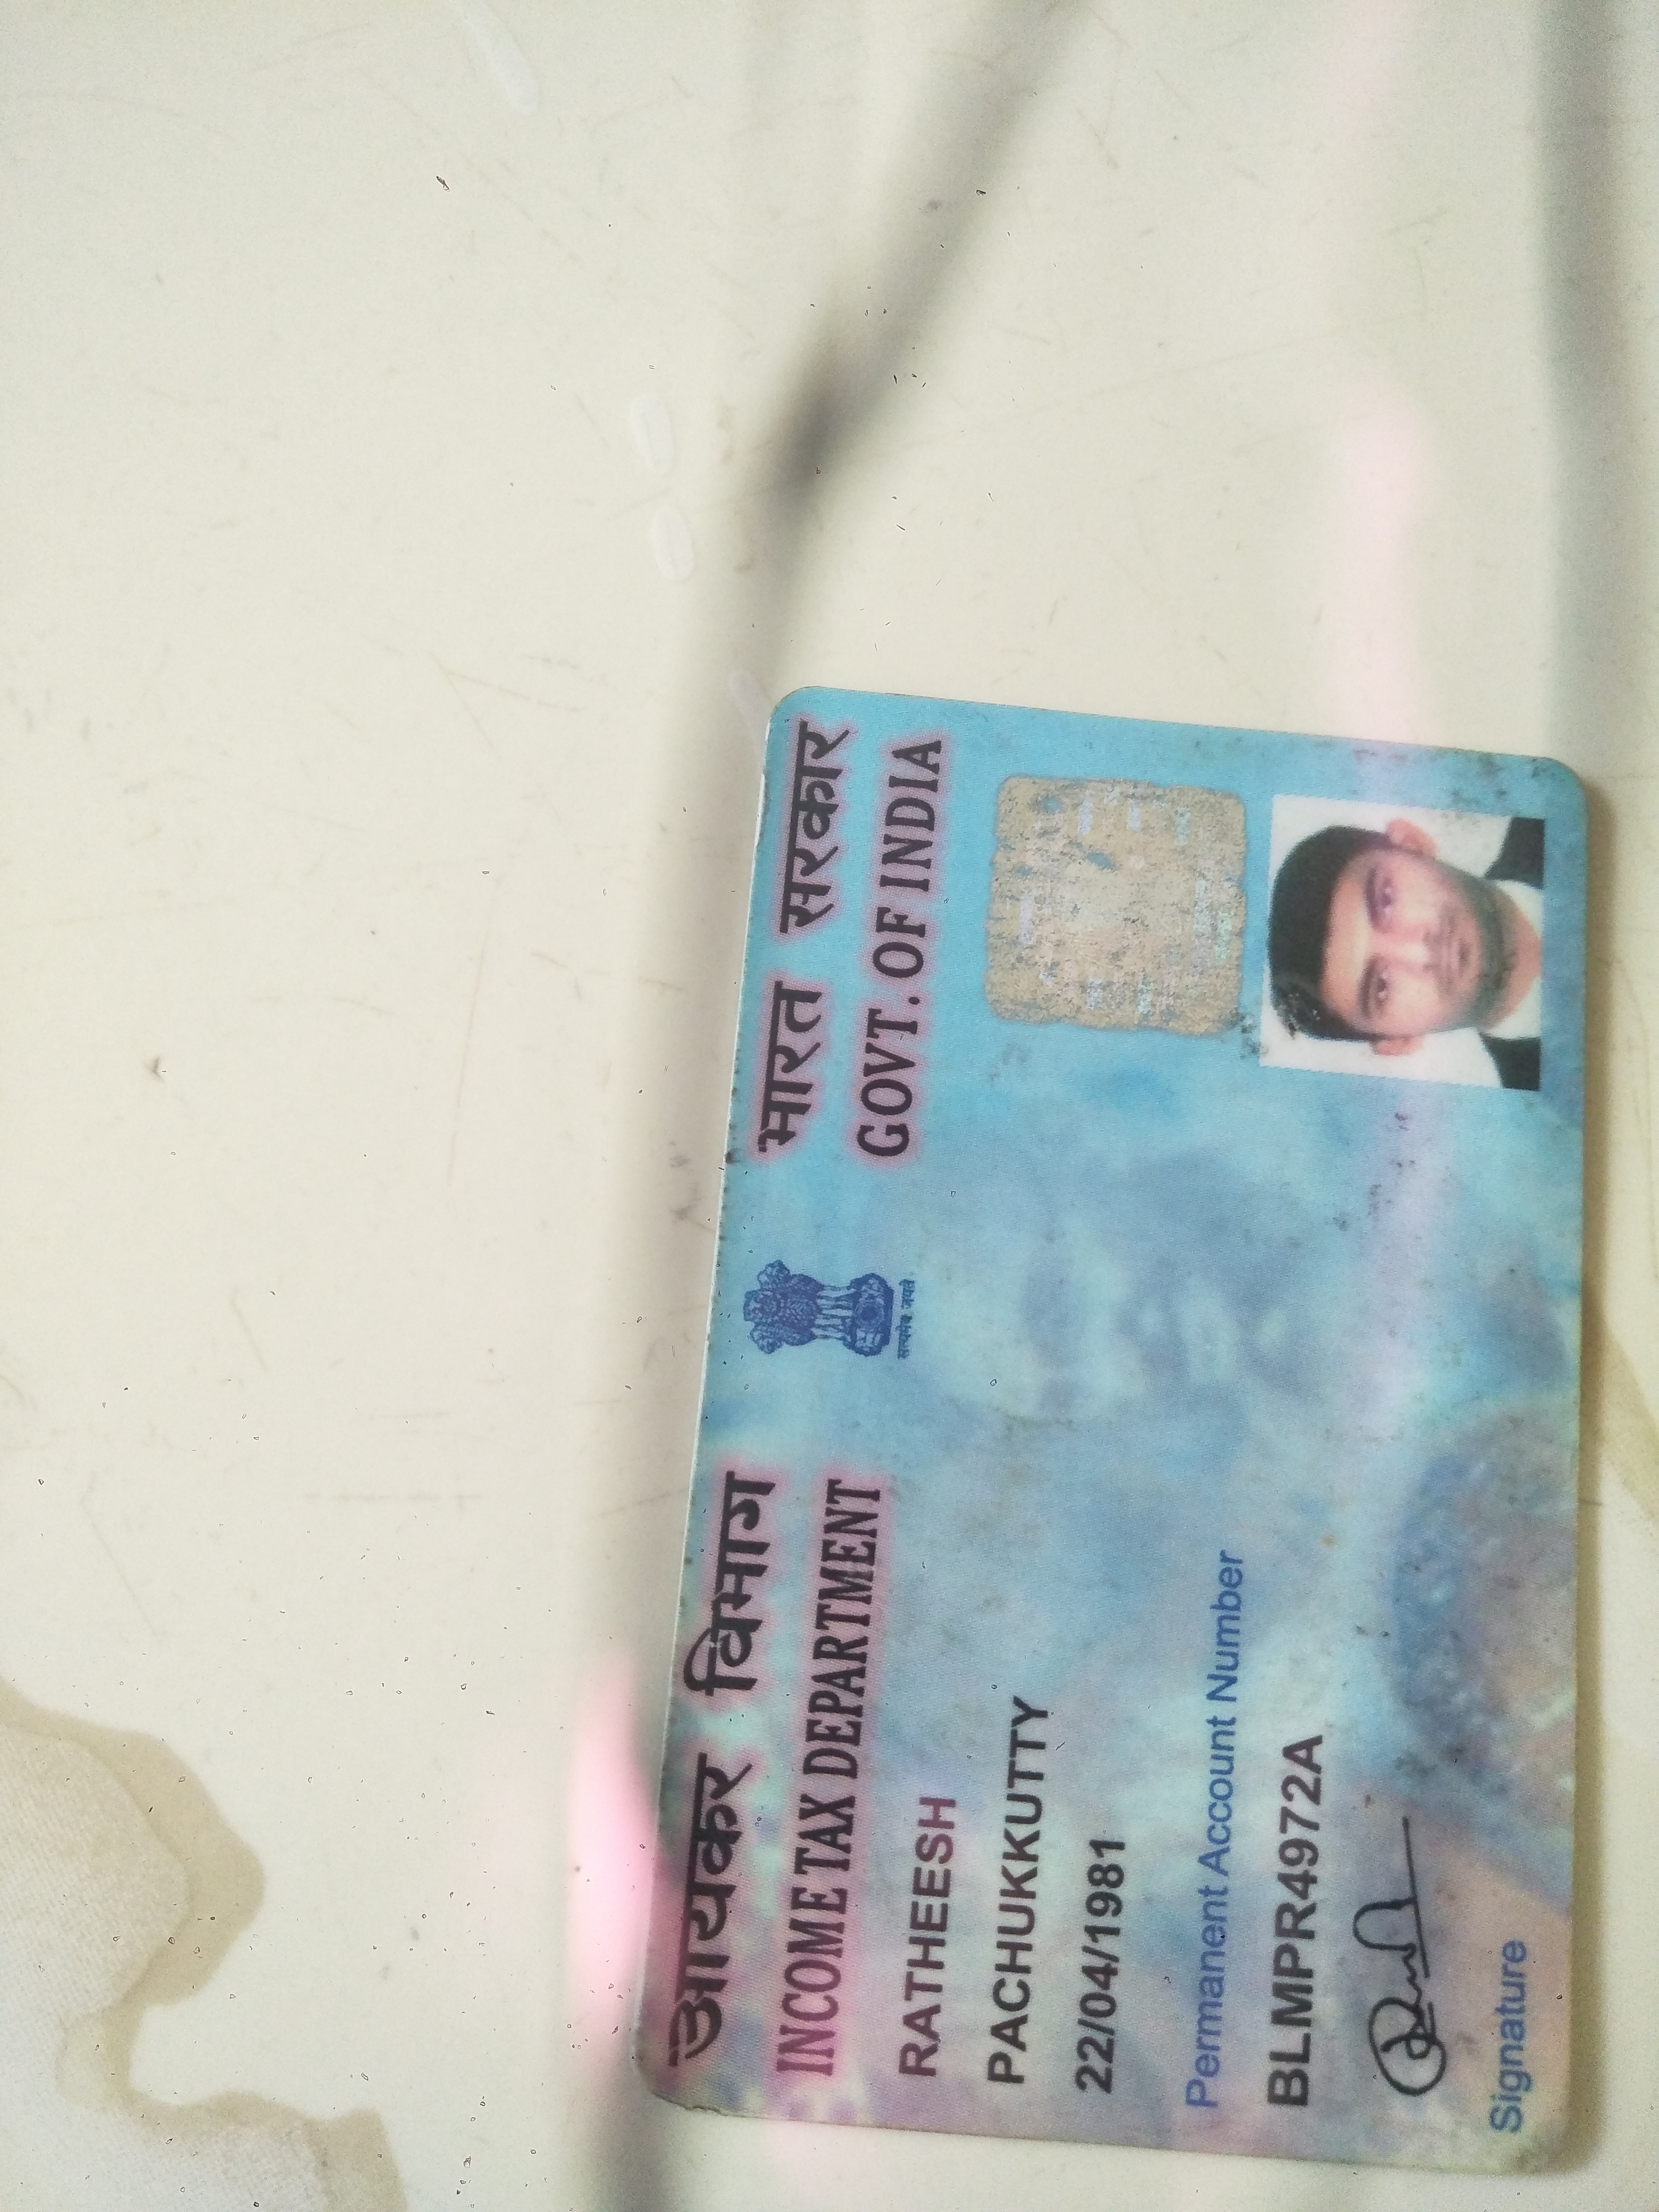 आयकर विभाग
INCOME TAX DEPARTMENT
सत्यमेव जयते
भारत सरकार
GOVT. OF INDIA
RATHEESH
PACHUKKUTTY
22/04/1981
Permanent Account Number
BLMPR4972A
Signature